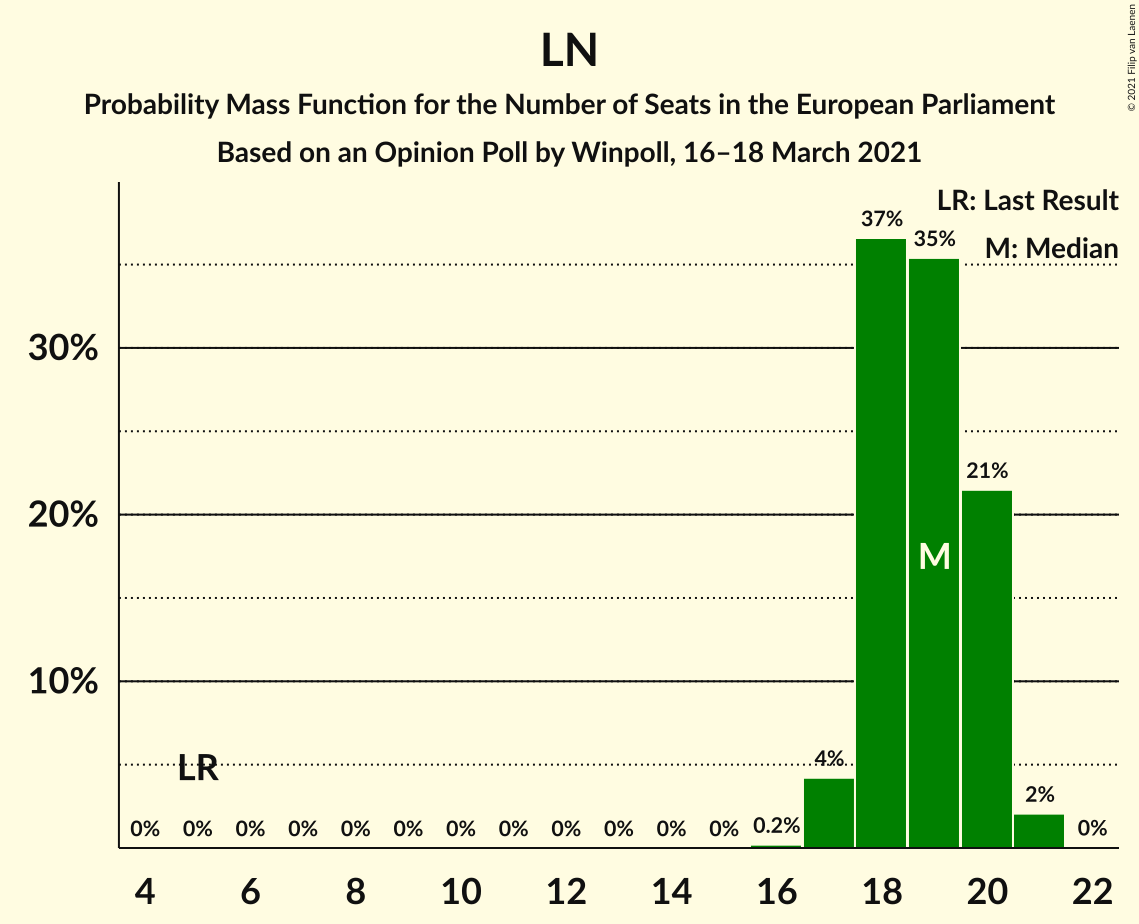 LN
Probability Mass Function for the Number of Seats in the European Parliament
Based on an Opinion Poll by Winpoll, 16–18 March 2021
© 2021 Filip van Laenen
LR: Last Result
M: Median
37%
35%
30%
21%
20%
M
10%
LR
4%
2%
0% 0% 0% 0% 0% 0% 0% 0% 0% 0% 0% 0% 0.2% 0%
4 6 8 10 12 14 16 18 20 22